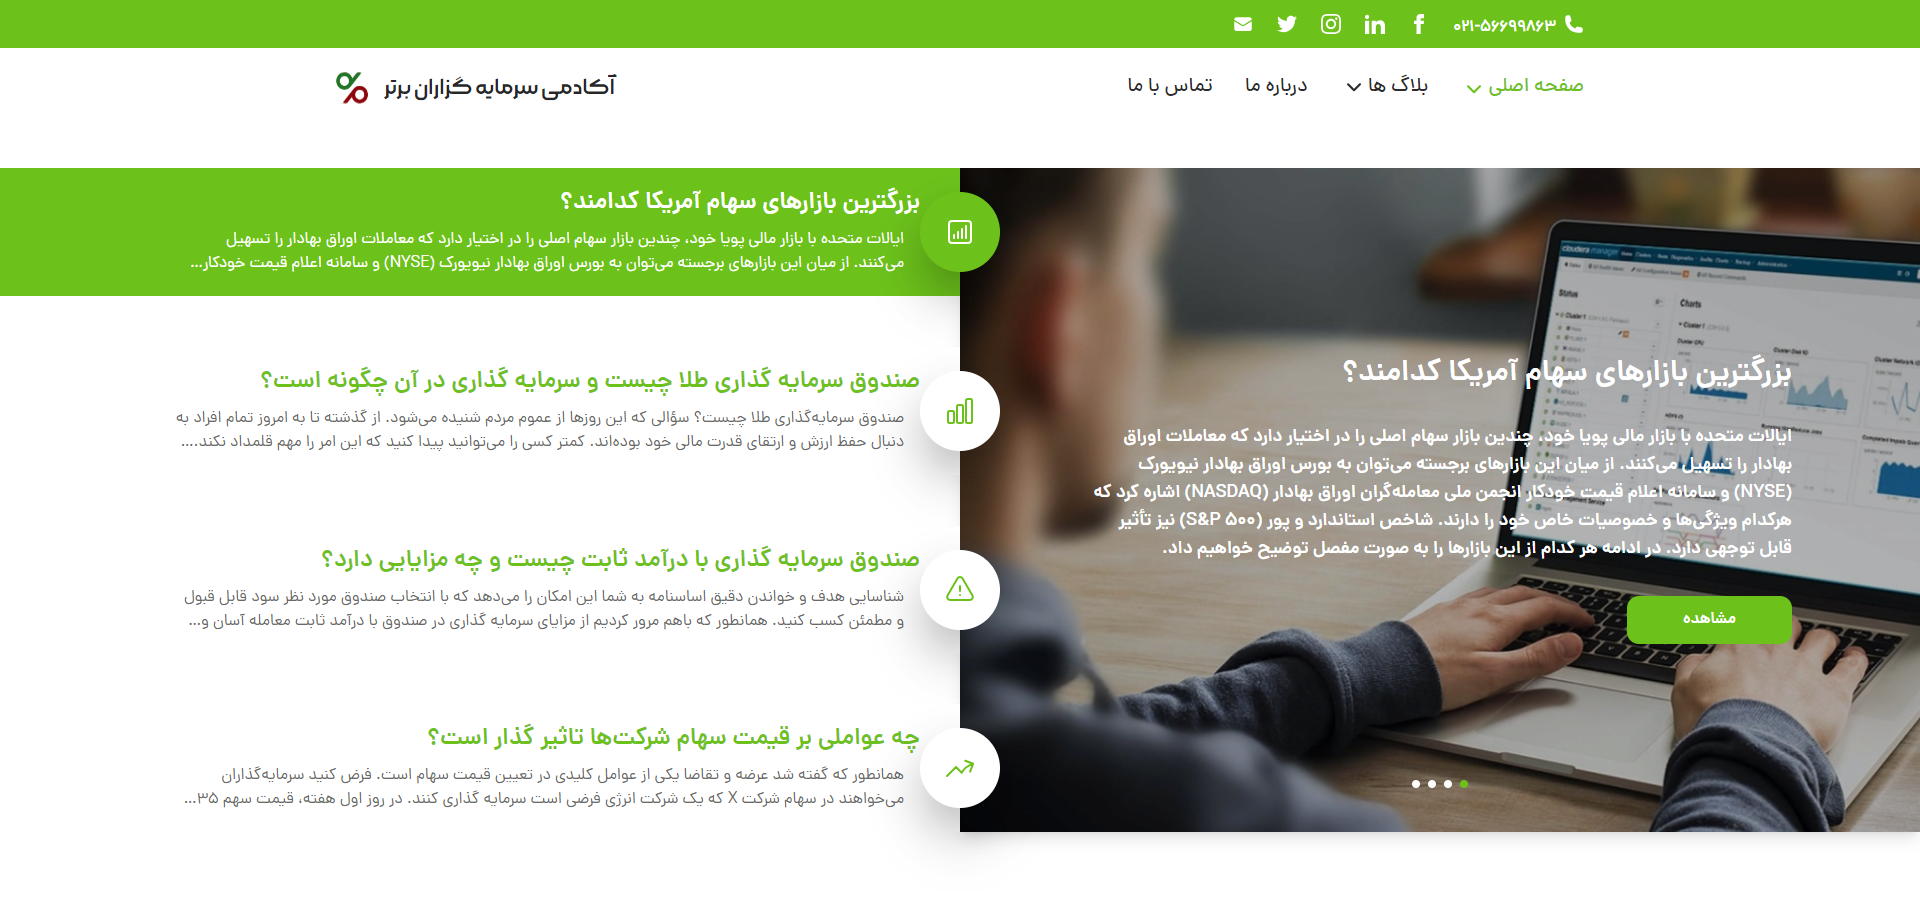 ۰۲۱-۵۶۶۹۹۸۶۳
صفحه اصلی
بلاگ ها
درباره ما
تماس با ما
آکادمی سرمایه گزاران برتر
بزرگترین بازارهای سهام آمریکا کدامند؟
ایالات متحده با بازار مالی پویا خود، چندین بازار سهام اصلی را در اختیار دارد که معاملات اوراق
بهادار را تسهیل می‌کنند. از میان این بازارهای برجسته می‌توان به بورس اوراق بهادار نیویورک
(NYSE) و سامانه اعلام قیمت خودکار انجمن ملی معامله‌گران اوراق بهادار (NASDAQ) اشاره کرد که
هرکدام ویژگی‌ها و خصوصیات خاص خود را دارند. شاخص استاندارد و پور (S&P ۵۰۰) نیز تأثیر
قابل توجهی دارد. در ادامه هر کدام از این بازارها را به صورت مفصل توضیح خواهیم داد.
مشاهده
cloudera manager
Status
Charts
بزرگترین بازارهای سهام آمریکا کدامند؟
ایالات متحده با بازار مالی پویا خود، چندین بازار سهام اصلی را در اختیار دارد که معاملات اوراق بهادار را تسهیل
می‌کنند. از میان این بازارهای برجسته می‌توان به بورس اوراق بهادار نیویورک (NYSE) و سامانه اعلام قیمت خودکار...
صندوق سرمایه گذاری طلا چیست و سرمایه گذاری در آن چگونه است؟
صندوق سرمایه‌گذاری طلا چیست؟ سؤالی که این روزها از عموم مردم شنیده می‌شود. از گذشته تا به امروز تمام افراد به
دنبال حفظ ارزش و ارتقای قدرت مالی خود بوده‌اند. کمتر کسی را می‌توانید پیدا کنید که این امر را مهم قلمداد نکند....
صندوق سرمایه گذاری با درآمد ثابت چیست و چه مزایایی دارد؟
شناسایی هدف و خواندن دقیق اساسنامه به شما این امکان را می‌دهد که با انتخاب صندوق مورد نظر سود قابل قبول
و مطمئن کسب کنید. همانطور که باهم مرور کردیم از مزایای سرمایه گذاری در صندوق با درآمد ثابت معامله آسان و...
چه عواملی بر قیمت سهام شرکت‌ها تاثیر گذار است؟
همانطور که گفته شد عرضه و تقاضا یکی از عوامل کلیدی در تعیین قیمت سهام است. فرض کنید سرمایه‌گذاران
می‌خواهند در سهام شرکت X که یک شرکت انرژی فرضی است سرمایه گذاری کنند. در روز اول هفته، قیمت سهم ۳۵...